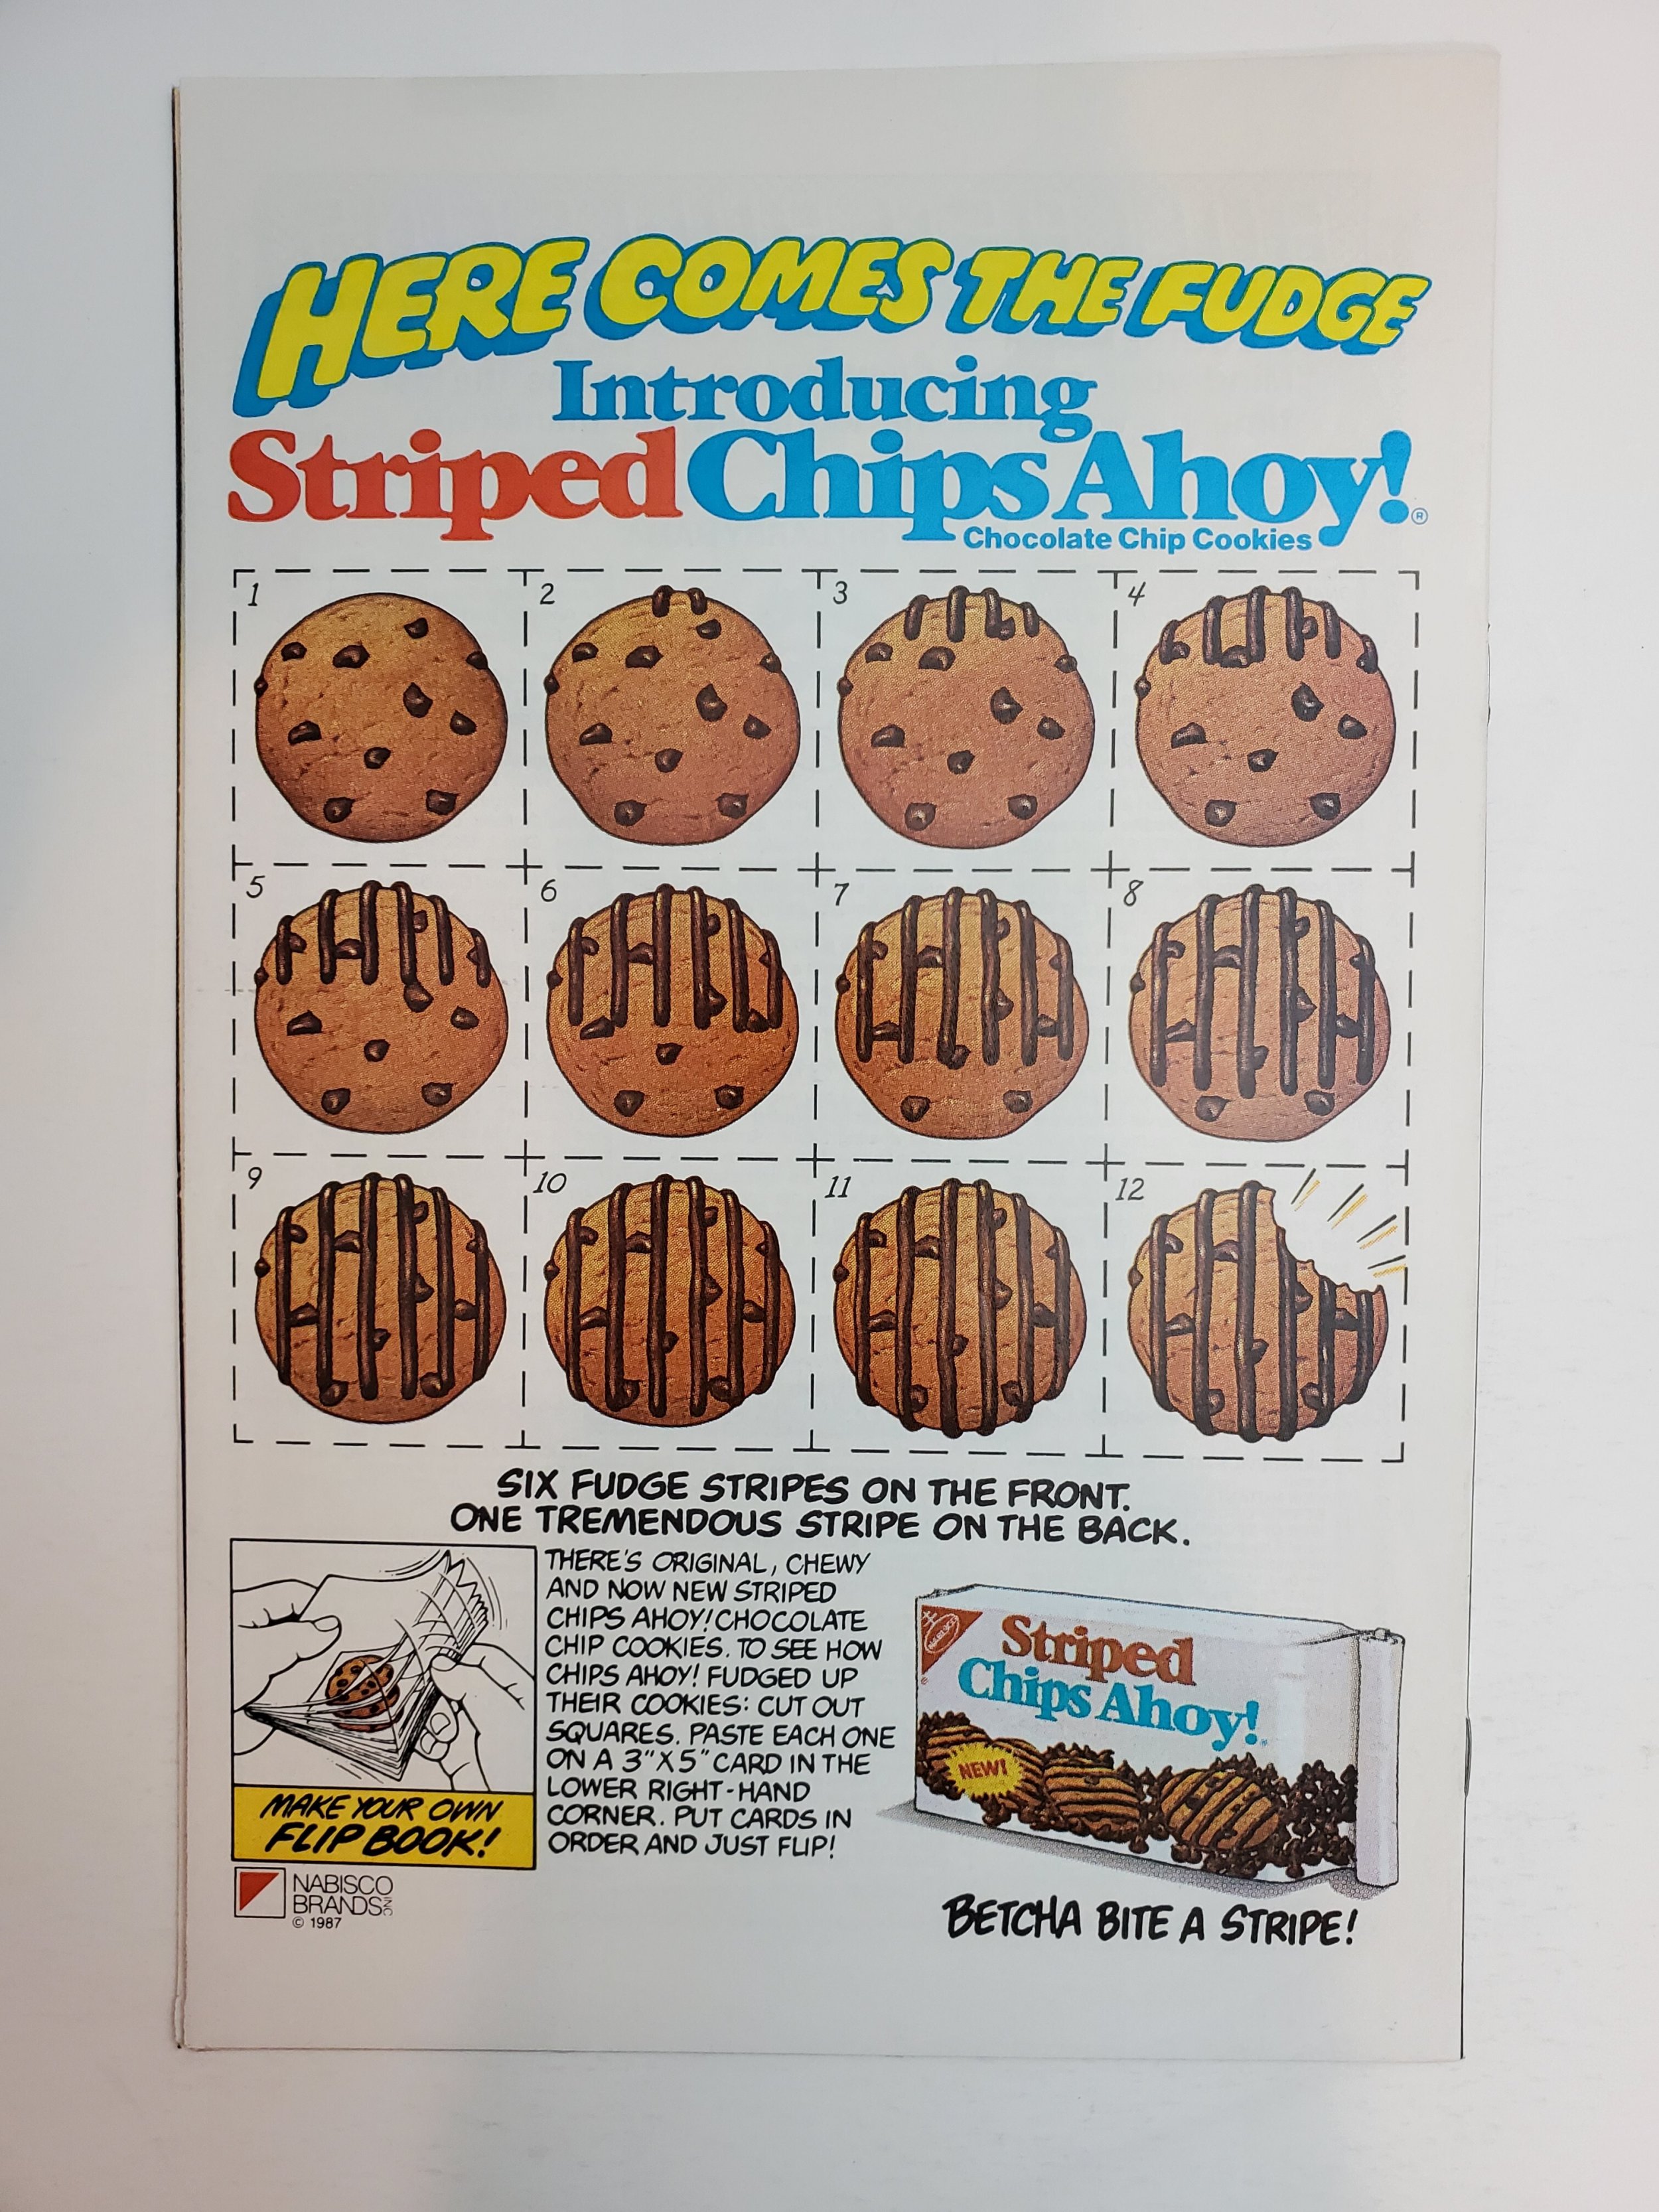 HERE COMES THE FUDGE
Introducing
Striped Chips Ahoy!®
Chocolate Chip Cookies
1
2
3
4
5
6
7
8
9
10
11
12
SIX FUDGE STRIPES ON THE FRONT.
ONE TREMENDOUS STRIPE ON THE BACK.
THERE'S ORIGINAL, CHEWY
AND NOW NEW STRIPED
CHIPS AHOY! CHOCOLATE
CHIP COOKIES. TO SEE HOW
CHIPS AHOY! FUDGED UP
THEIR COOKIES: CUT OUT
SQUARES. PASTE EACH ONE
ON A 3"X5" CARD IN THE
LOWER RIGHT-HAND
CORNER. PUT CARDS IN
ORDER AND JUST FLIP!
MAKE YOUR OWN
FLIP BOOK!
NABISCO
Striped
Chips Ahoy!
NEW!
NABISCO
BRANDS INC
© 1987
BETCHA BITE A STRIPE!